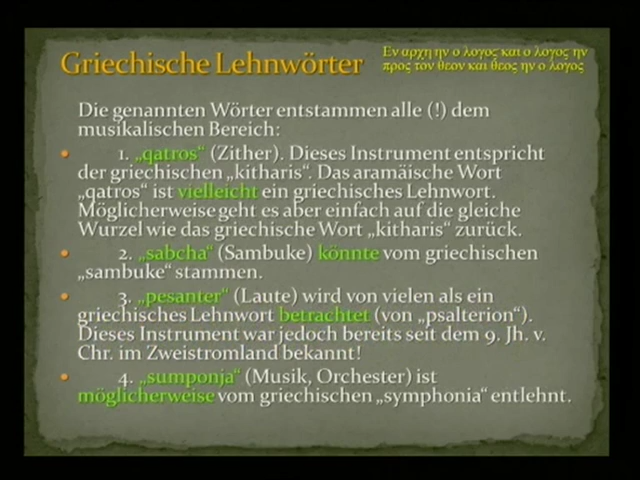 Griechische Lehnwörter
Εν αρχη ην ο λογος και ο λογος ην
προς τον θεον και θεος ην ο λογος
Die genannten Wörter entstammen alle (!) dem
musikalischen Bereich:
• 1. „qatros“ (Zither). Dieses Instrument entspricht
der griechischen „kitharis“. Das aramäische Wort
„qatros“ ist vielleicht ein griechisches Lehnwort.
Möglicherweise geht es aber einfach auf die gleiche
Wurzel wie das griechische Wort „kitharis“ zurück.
• 2. „sabcha“ (Sambuke) könnte vom griechischen
„sambuke“ stammen.
• 3. „pesanter“ (Laute) wird von vielen als ein
griechisches Lehnwort betrachtet (von „psalterion“).
Dieses Instrument war jedoch bereits seit dem 9. Jh. v.
Chr. im Zweistromland bekannt!
• 4. „sumponja“ (Musik, Orchester) ist
möglicherweise vom griechischen „symphonia“ entlehnt.